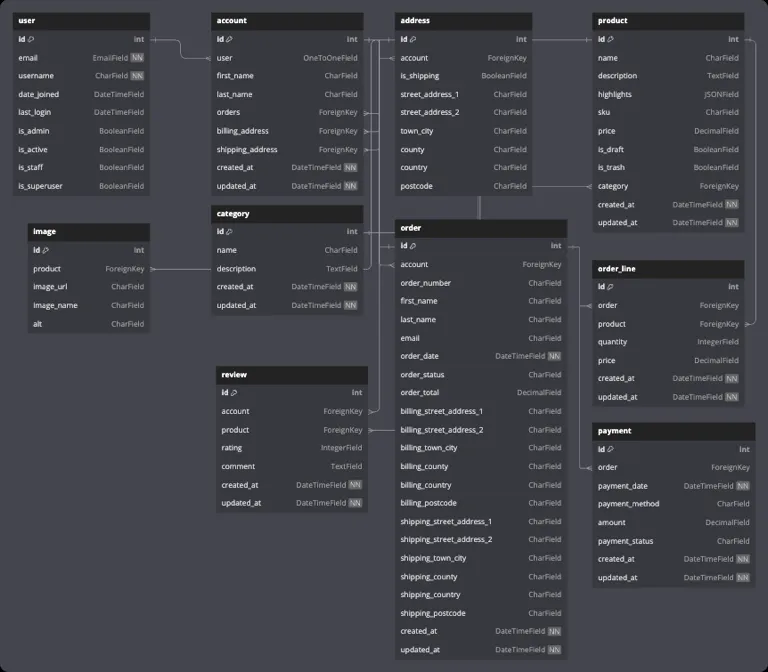 user
id int
email EmailField NN
username CharField NN
date_joined DateTimeField
last_login DateTimeField
is_admin BooleanField
is_active BooleanField
is_staff BooleanField
is_superuser BooleanField
account
id int
user OneToOneField
first_name CharField
last_name CharField
orders ForeignKey
billing_address ForeignKey
shipping_address ForeignKey
created_at DateTimeField NN
updated_at DateTimeField NN
address
id int
account ForeignKey
is_shipping BooleanField
street_address_1 CharField
street_address_2 CharField
town_city CharField
county CharField
country CharField
postcode CharField
product
id int
name CharField
description TextField
highlights JSONField
sku CharField
price DecimalField
is_draft BooleanField
is_trash BooleanField
category ForeignKey
created_at DateTimeField NN
updated_at DateTimeField NN
image
id int
product ForeignKey
image_url CharField
image_name CharField
alt CharField
category
id int
name CharField
description TextField
created_at DateTimeField NN
updated_at DateTimeField NN
order
id int
account ForeignKey
order_number CharField
first_name CharField
last_name CharField
email CharField
order_date DateTimeField NN
order_status CharField
order_total DecimalField
billing_street_address_1 CharField
billing_street_address_2 CharField
billing_town_city CharField
billing_county CharField
billing_country CharField
billing_postcode CharField
shipping_street_address_1 CharField
shipping_street_address_2 CharField
shipping_town_city CharField
shipping_county CharField
shipping_country CharField
shipping_postcode CharField
created_at DateTimeField NN
updated_at DateTimeField NN
order_line
id int
order ForeignKey
product ForeignKey
quantity IntegerField
price DecimalField
created_at DateTimeField NN
updated_at DateTimeField NN
review
id int
account ForeignKey
product ForeignKey
rating IntegerField
comment TextField
created_at DateTimeField NN
updated_at DateTimeField NN
payment
id int
order ForeignKey
payment_date DateTimeField NN
payment_method CharField
amount DecimalField
payment_status CharField
created_at DateTimeField NN
updated_at DateTimeField NN